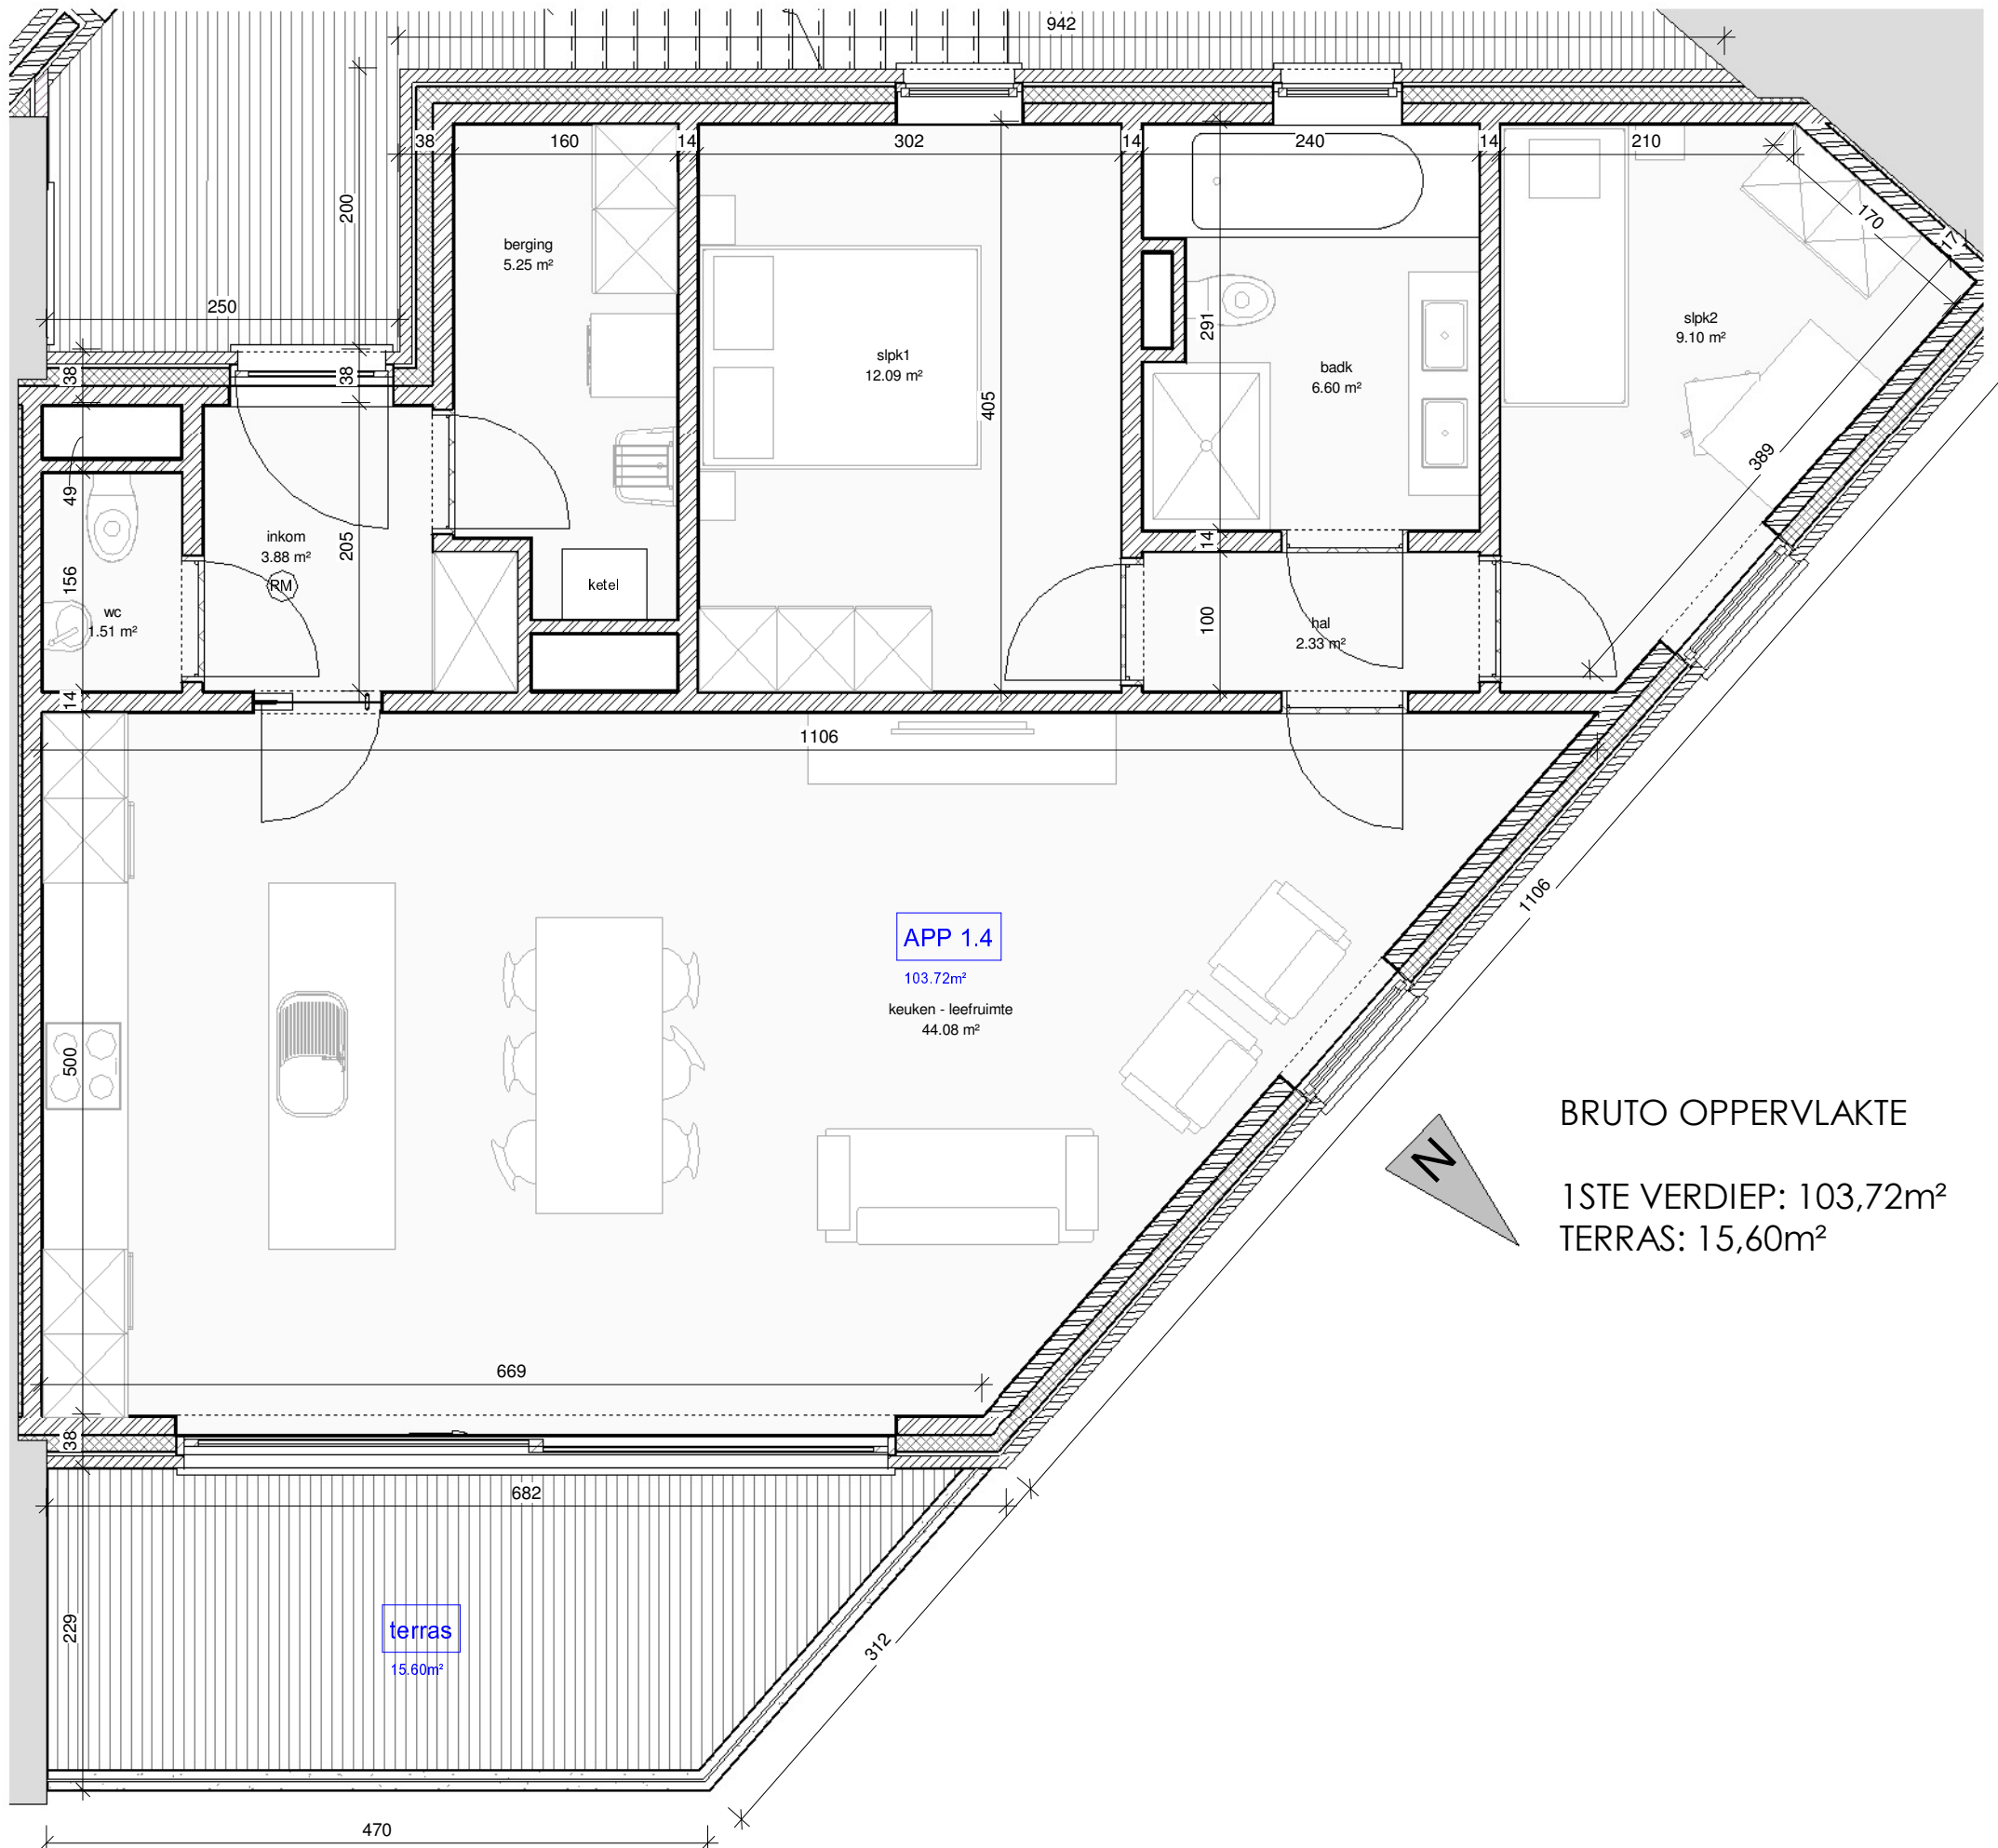 942
38
160
14
302
14
240
14
210
200
170
17
berging
5.25 m²
250
291
slpk2
9.10 m²
slpk1
12.09 m²
badk
6.60 m²
38
38
405
389
49
inkom
3.88 m²
205
14
RM
156
ketel
wc
1.51 m²
100
hal
2.33 m²
14
1106
1106
APP 1.4
103.72m²
keuken - leefruimte
44.08 m²
500
N
BRUTO OPPERVLAKTE
1STE VERDIEP: 103,72m²
TERRAS: 15,60m²
669
38
682
229
terras
15.60m²
312
470